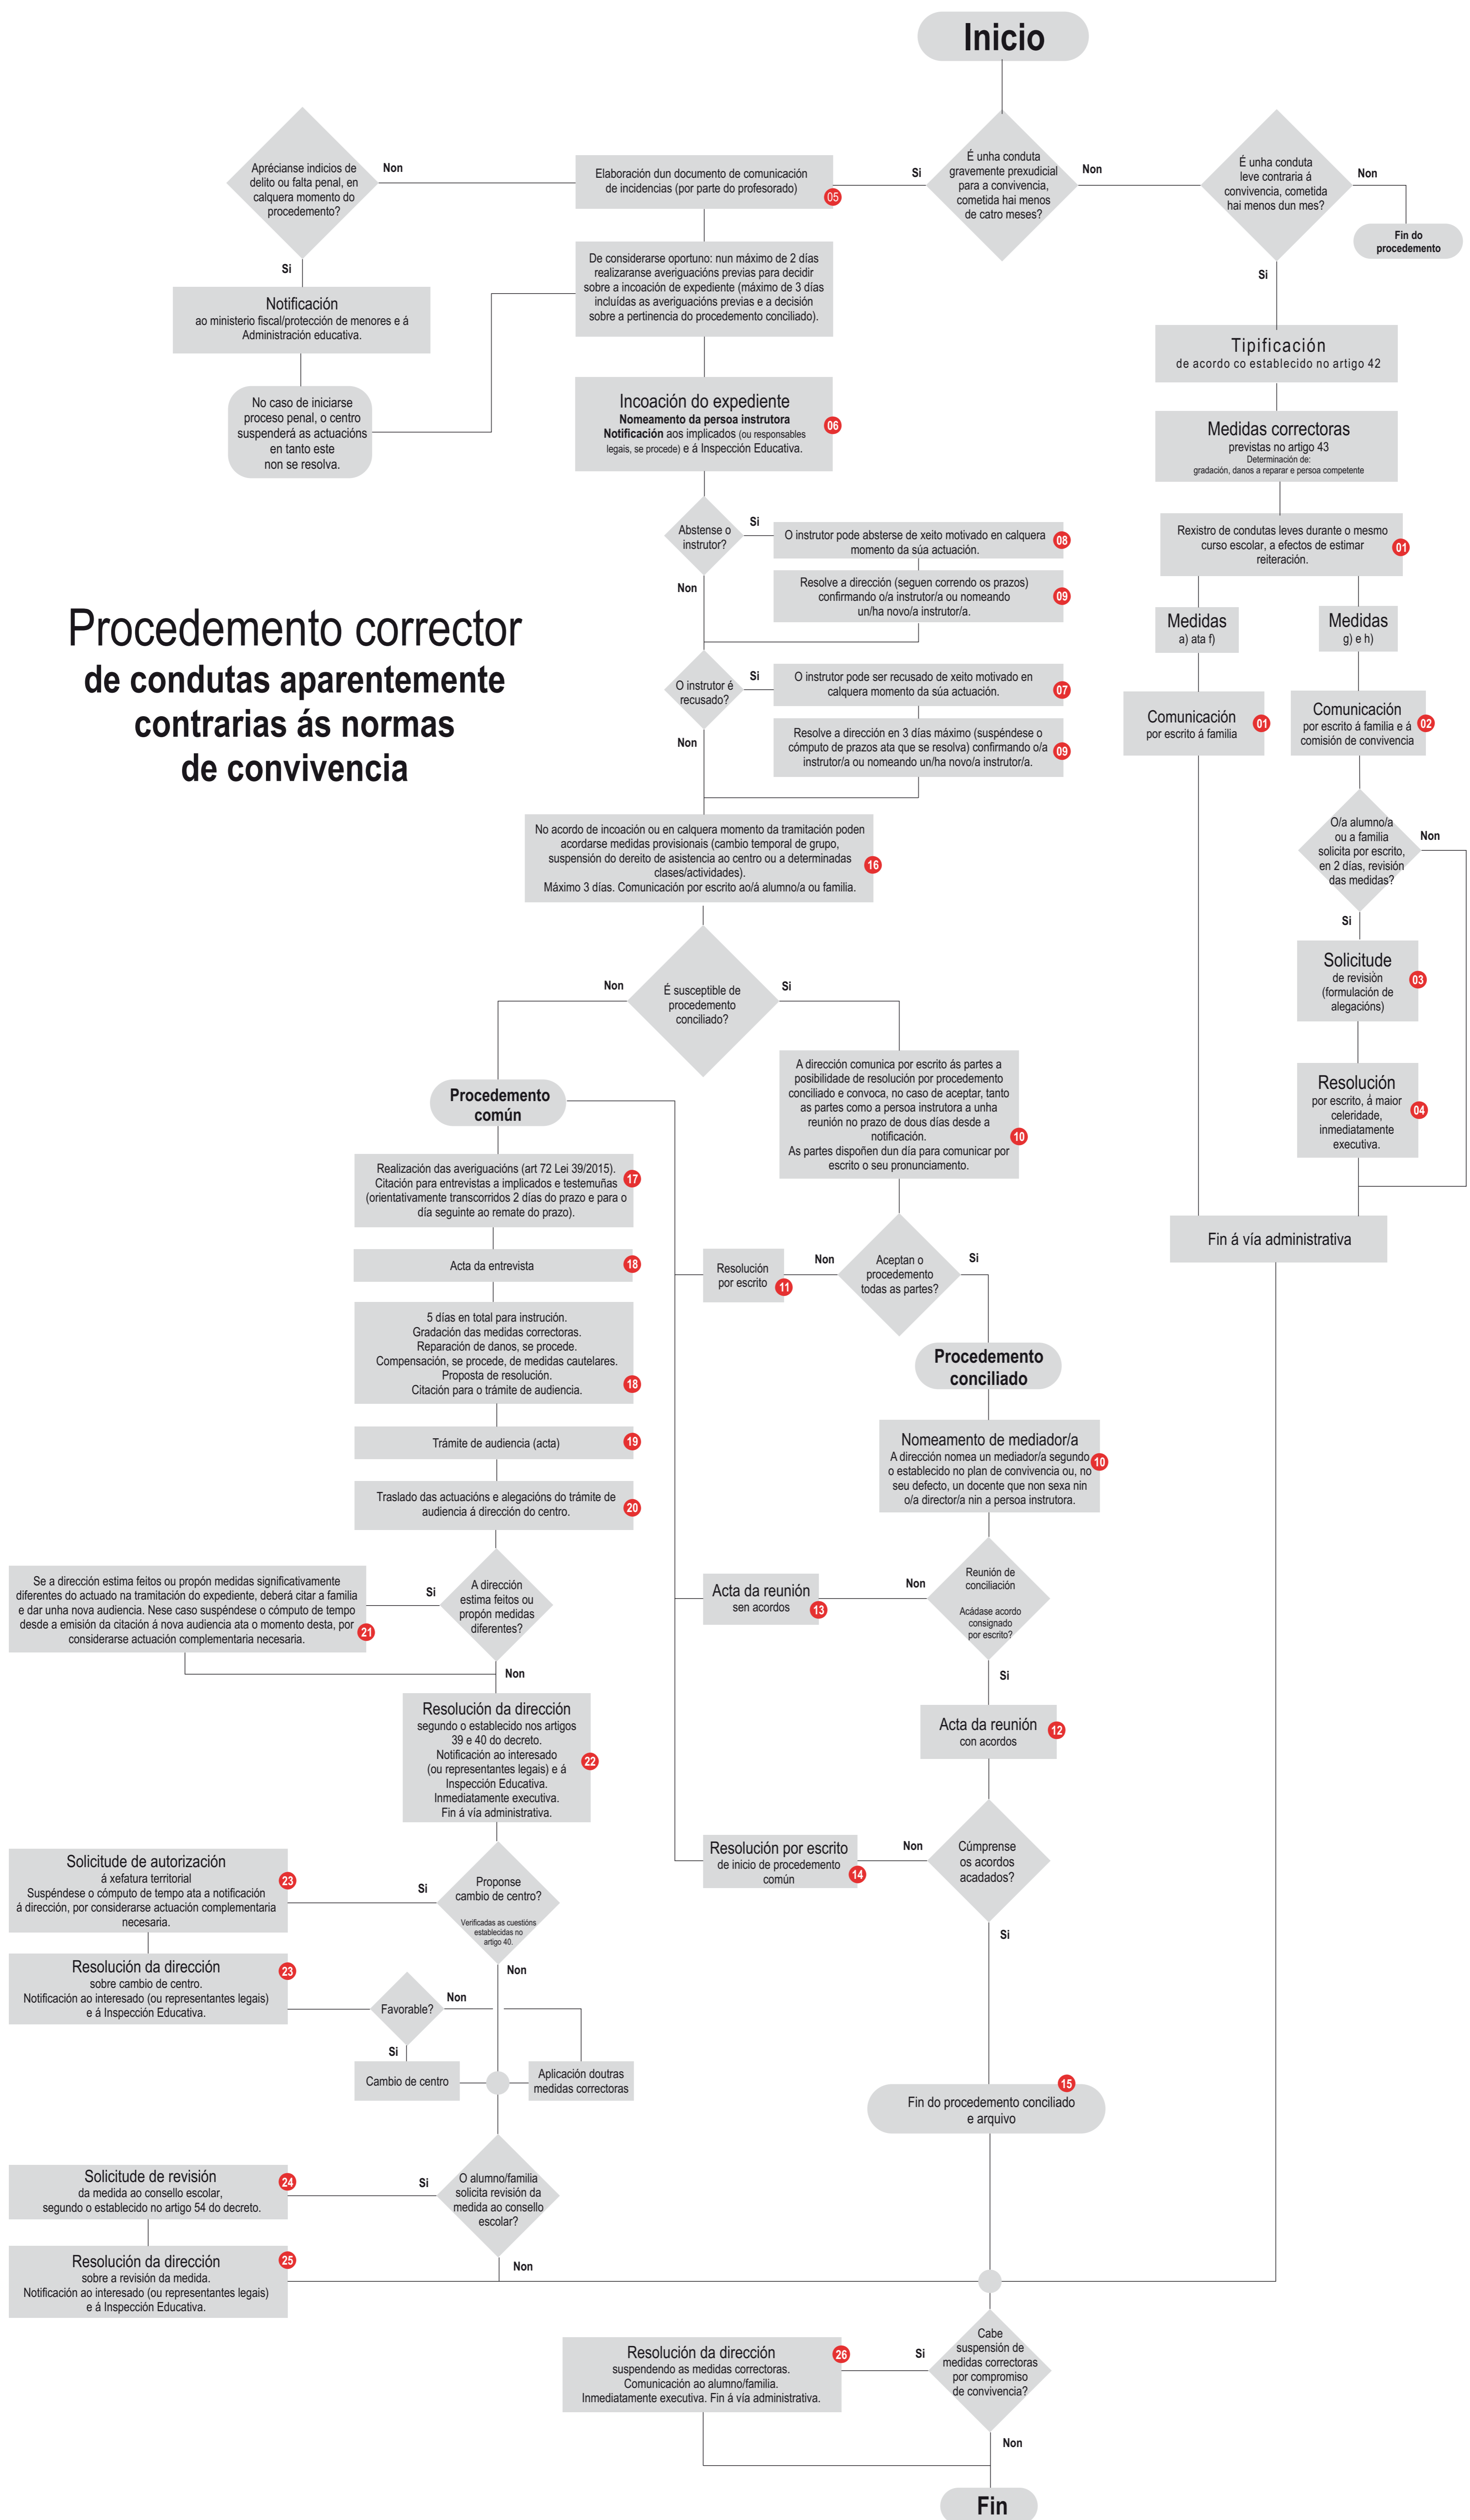 Inicio
É unha conduta
gravemente prexudicial
para a convivencia,
cometida hai menos
de catro meses?
Si
Non
É unha conduta
leve contraria á
convivencia, cometida
hai menos dun mes?
Non
Fin do
procedemento
Si
Elaboración dun documento de comunicación
de incidencias (por parte do profesorado)
05
Non
Aprécianse indicios de
delito ou falta penal, en
calquera momento do
procedemento?
Si
Notificación
ao ministerio fiscal/protección de menores e á
Administración educativa.
No caso de iniciarse
proceso penal, o centro
suspenderá as actuacións
en tanto este
non se resolva.
De considerarse oportuno: nun máximo de 2 días
realizaranse averiguacións previas para decidir
sobre a incoación de expediente (máximo de 3 días
incluídas as averiguacións previas e a decisión
sobre a pertinencia do procedemento conciliado).
Incoación do expediente
Nomeamento da persoa instrutora
Notificación aos implicados (ou responsables
legais, se procede) e á Inspección Educativa.
06
Tipificación
de acordo co establecido no artigo 42
Medidas correctoras
previstas no artigo 43
Determinación de:
gradación, danos a reparar e persoa competente
Rexistro de condutas leves durante o mesmo
curso escolar, a efectos de estimar
reiteración.
01
Medidas
a) ata f)
Medidas
g) e h)
Comunicación
por escrito á familia
01
Comunicación
por escrito á familia e á
comisión de convivencia
02
O/a alumno/a
ou a familia
solicita por escrito,
en 2 días, revisión
das medidas?
Non
Si
Solicitude
de revisiòn
(formulación de
alegacións)
03
Resolución
por escrito, á maior
celeridade,
inmediatamente
executiva.
04
Fin á vía administrativa
Procedemento corrector
de condutas aparentemente
contrarias ás normas
de convivencia
Abstense o
instrutor?
Si
Non
O instrutor pode absterse de xeito motivado en calquera
momento da súa actuación.
08
Resolve a dirección (seguen correndo os prazos)
confirmando o/a instrutor/a ou nomeando
un/ha novo/a instrutor/a.
09
O instrutor é
recusado?
Si
Non
O instrutor pode ser recusado de xeito motivado en
calquera momento da súa actuación.
07
Resolve a dirección en 3 días máximo (suspéndese o
cómputo de prazos ata que se resolva) confirmando o/a
instrutor/a ou nomeando un/ha novo/a instrutor/a.
09
No acordo de incoación ou en calquera momento da tramitación poden
acordarse medidas provisionais (cambio temporal de grupo,
suspensión do dereito de asistencia ao centro ou a determinadas
clases/actividades).
Máximo 3 días. Comunicación por escrito ao/á alumno/a ou familia.
16
É susceptible de
procedemento
conciliado?
Non
Si
Procedemento
común
A dirección comunica por escrito ás partes a
posibilidade de resolución por procedemento
conciliado e convoca, no caso de aceptar, tanto
as partes como a persoa instrutora a unha
reunión no prazo de dous días desde a
notificación.
As partes dispoñen dun día para comunicar por
escrito o seu pronunciamento.
10
Realización das averiguacións (art 72 Lei 39/2015).
Citación para entrevistas a implicados e testemuñas
(orientativamente transcorridos 2 días do prazo e para o
día seguinte ao remate do prazo).
17
Acta da entrevista
18
5 días en total para instrución.
Gradación das medidas correctoras.
Reparación de danos, se procede.
Compensación, se procede, de medidas cautelares.
Proposta de resolución.
Citación para o trámite de audiencia.
18
Trámite de audiencia (acta)
19
Traslado das actuacións e alegacións do trámite de
audiencia á dirección do centro.
20
Resolución
por escrito
11
Non
Aceptan o
procedemento
todas as partes?
Si
Procedemento
conciliado
Nomeamento de mediador/a
A dirección nomea un mediador/a segundo
o establecido no plan de convivencia ou, no
seu defecto, un docente que non sexa nin
o/a director/a nin a persoa instrutora.
10
Acta da reunión
sen acordos
13
Non
Reunión de
conciliación
Acádase acordo
consignado
por escrito?
Si
Acta da reunión
con acordos
12
Resolución por escrito
de inicio de procedemento
común
14
Non
Cúmprense
os acordos
acadados?
Si
15
Fin do procedemento conciliado
e arquivo
Se a dirección estima feitos ou propón medidas significativamente
diferentes do actuado na tramitación do expediente, deberá citar a familia
e dar unha nova audiencia. Nese caso suspéndese o cómputo de tempo
desde a emisión da citación á nova audiencia ata o momento desta, por
considerarse actuación complementaria necesaria.
21
Si
A dirección
estima feitos ou
propón medidas
diferentes?
Non
Resolución da dirección
segundo o establecido nos artigos
39 e 40 do decreto.
Notificación ao interesado
(ou representantes legais) e á
Inspección Educativa.
Inmediatamente executiva.
Fin á vía administrativa.
22
Solicitude de autorización
á xefatura territorial
Suspéndese o cómputo de tempo ata a notificación
á dirección, por considerarse actuación complementaria
necesaria.
23
Si
Proponse
cambio de centro?
Verificadas as cuestións
establecidas no
artigo 40.
Non
Resolución da dirección
sobre cambio de centro.
Notificación ao interesado (ou representantes legais)
e á Inspección Educativa.
23
Favorable?
Non
Si
Cambio de centro
Aplicación doutras
medidas correctoras
Solicitude de revisión
da medida ao consello escolar,
segundo o establecido no artigo 54 do decreto.
24
Si
O alumno/familia
solicita revisión da
medida ao consello
escolar?
Non
Resolución da dirección
sobre a revisión da medida.
Notificación ao interesado (ou representantes legais)
e á Inspección Educativa.
25
Resolución da dirección
suspendendo as medidas correctoras.
Comunicación ao alumno/familia.
Inmediatamente executiva. Fin á vía administrativa.
26
Si
Cabe
suspensión de
medidas correctoras
por compromiso
de convivencia?
Non
Fin